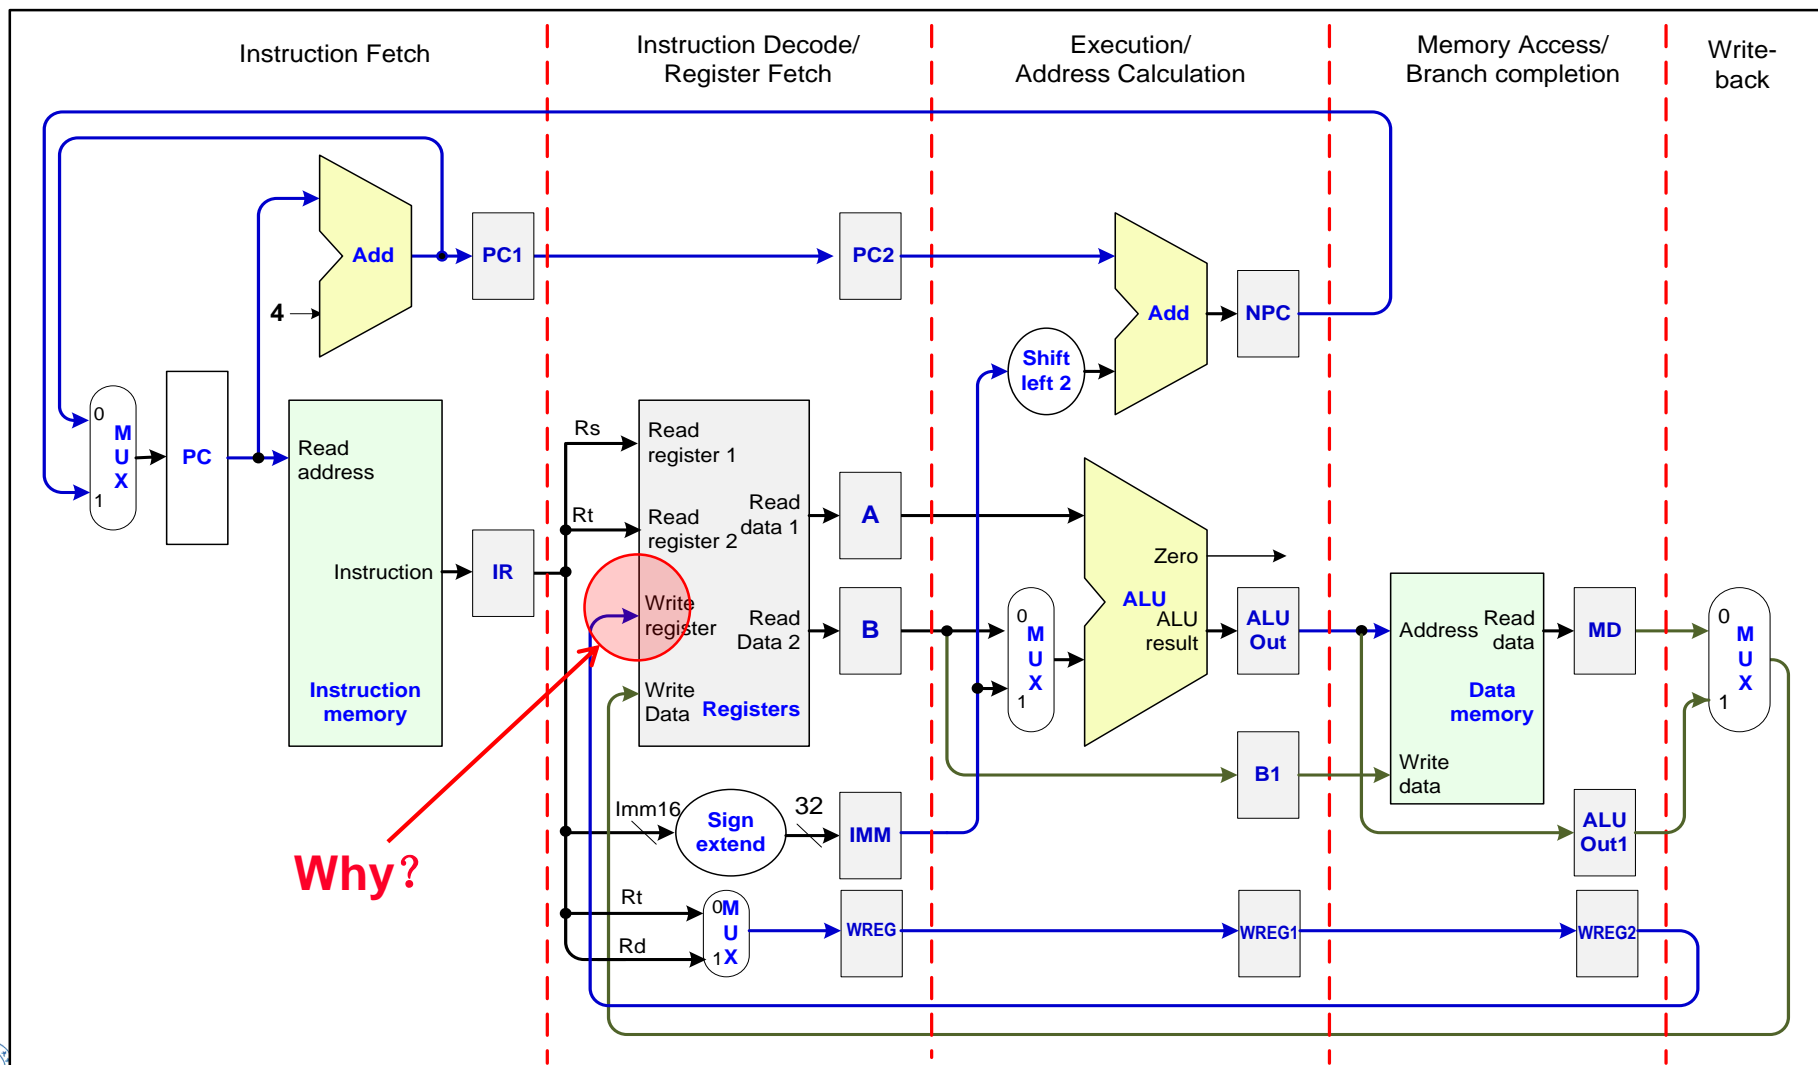 Instruction Fetch
Instruction Decode/
Register Fetch
Execution/
Address Calculation
Memory Access/
Branch completion
Write-
back
Add
4
PC1
PC2
Add
NPC
Shift
left 2
0
M
U
X
1
PC
Read
address
Instruction
Instruction
memory
IR
Rs
Rt
Read
register 1
Read
register 2
Write
register
Write
Data
Read
data 1
Read
Data 2
Registers
A
B
0
M
U
X
1
Zero
ALU
ALU
result
ALU
Out
B1
Address
Read
data
Data
memory
Write
data
MD
ALU
Out1
0
M
U
X
1
Imm16
Sign
extend
32
IMM
Rt
Rd
0M
U
1X
WREG
WREG1
WREG2
Why？